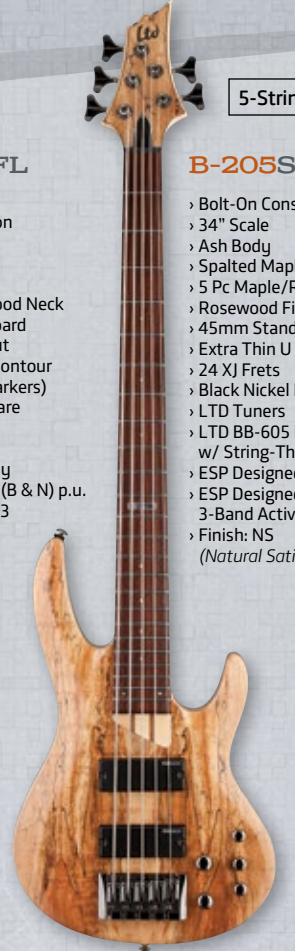 Ltd
5-Strin
FL
B-205S
on
ood Neck
oard
ut
ontour
arkers)
are
y
(B & N) p.u.
3
› Bolt-On Cons
› 34" Scale
› Ash Body
› Spalted Mapl
› 5 Pc Maple/R
› Rosewood Fi
› 45mm Stand
› Extra Thin U
› 24 XJ Frets
› Black Nickel
› LTD Tuners
› LTD BB-605
w/ String-Th
› ESP Designed
› ESP Designed
3-Band Activ
› Finish: NS
(Natural Sati